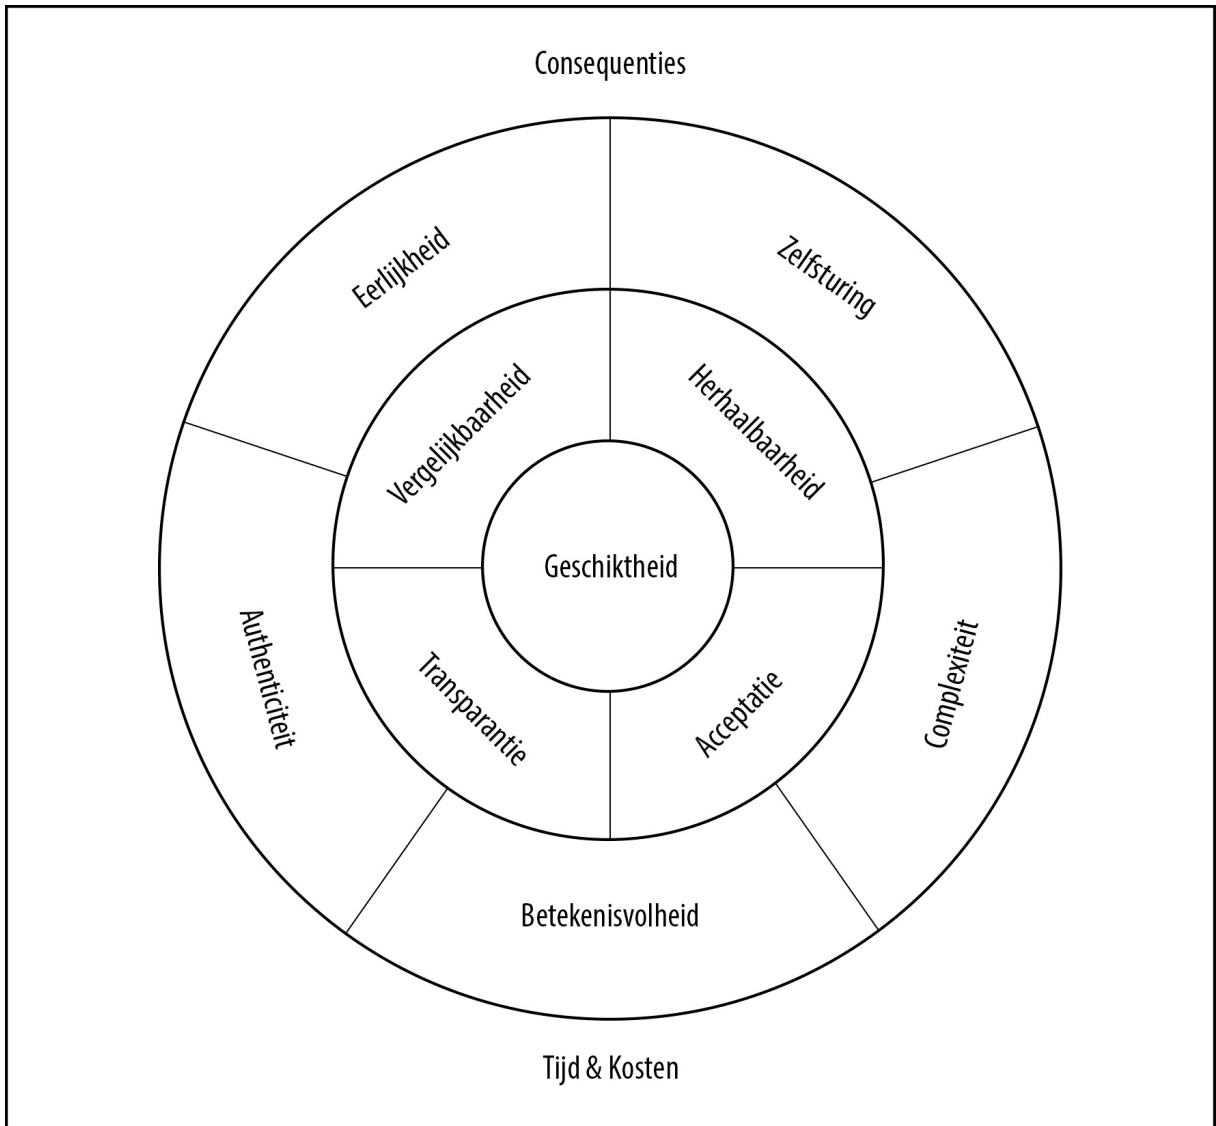 Consequenties
Eerlijkheid
Zelfsturing
Vergelijkbaarheid
Herhaalbaarheid
Geschiktheid
Authenticiteit
Transparantie
Acceptatie
Complexiteit
Betekenisvolheid
Tijd & Kosten